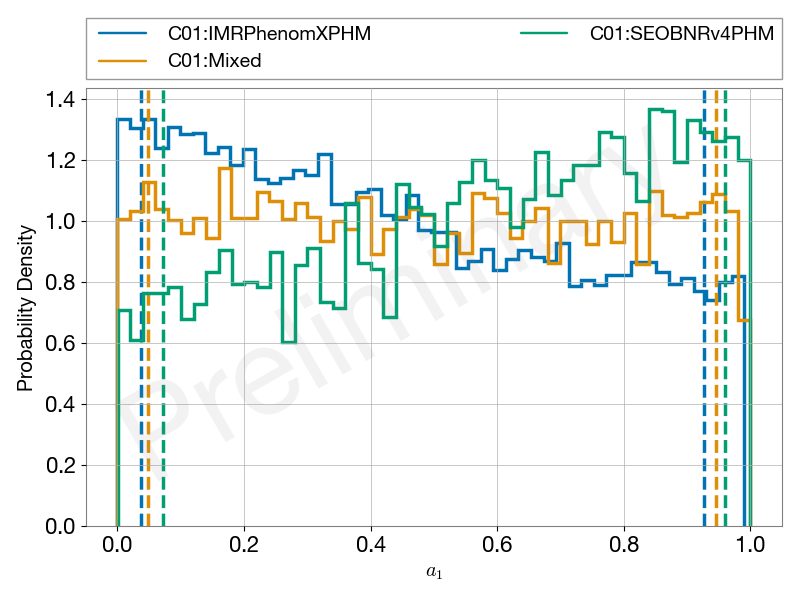 C01:IMRPhenomXPHM
C01:Mixed
C01:SEOBNRv4PHM
1.4
1.2
1.0
0.8
0.6
0.4
0.2
0.0
Probability Density
Preliminary
0.0 0.2 0.4 0.6 0.8 1.0
a₁